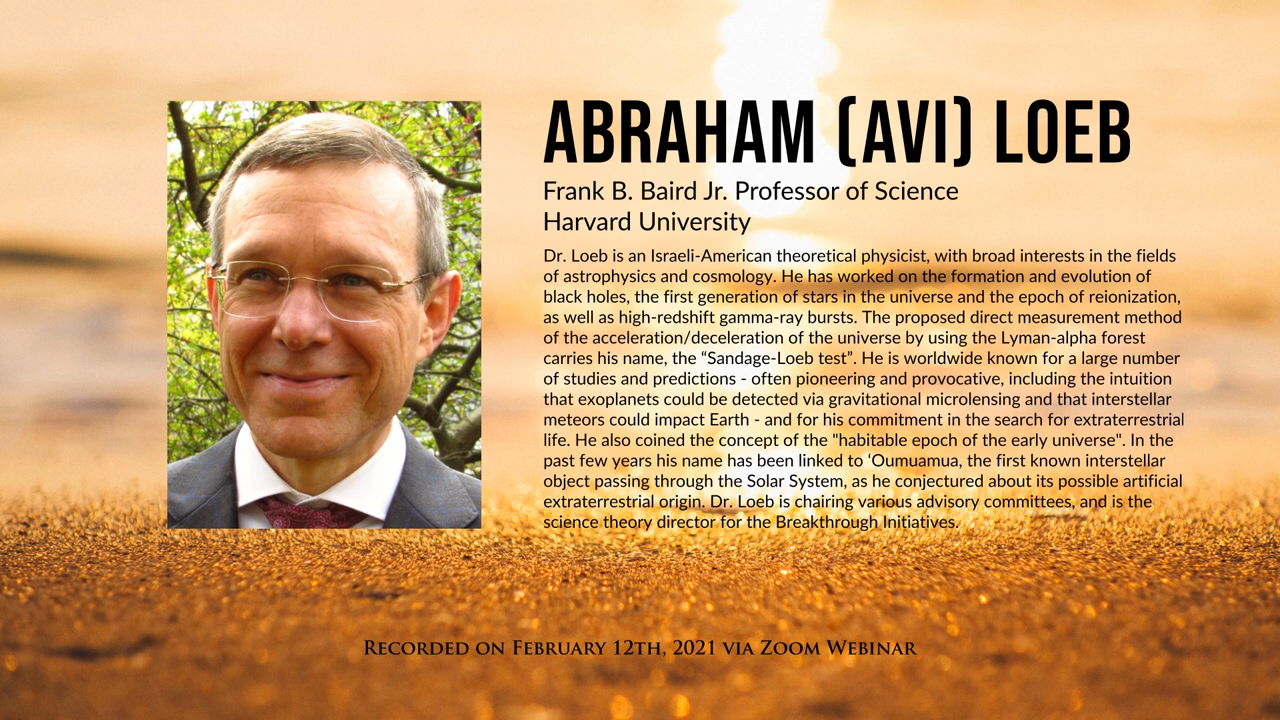 ABRAHAM (AVI) LOEB
Frank B. Baird Jr. Professor of Science
Harvard University
Dr. Loeb is an Israeli-American theoretical physicist, with broad interests in the fields
of astrophysics and cosmology. He has worked on the formation and evolution of
black holes, the first generation of stars in the universe and the epoch of reionization,
as well as high-redshift gamma-ray bursts. The proposed direct measurement method
of the acceleration/deceleration of the universe by using the Lyman-alpha forest
carries his name, the “Sandage-Loeb test”. He is worldwide known for a large number
of studies and predictions - often pioneering and provocative, including the intuition
that exoplanets could be detected via gravitational microlensing and that interstellar
meteors could impact Earth - and for his commitment in the search for extraterrestrial
life. He also coined the concept of the "habitable epoch of the early universe". In the
past few years his name has been linked to ‘Oumuamua, the first known interstellar
object passing through the Solar System, as he conjectured about its possible artificial
extraterrestrial origin. Dr. Loeb is chairing various advisory committees, and is the
science theory director for the Breakthrough Initiatives.
Recorded on February 12th, 2021 via Zoom Webinar